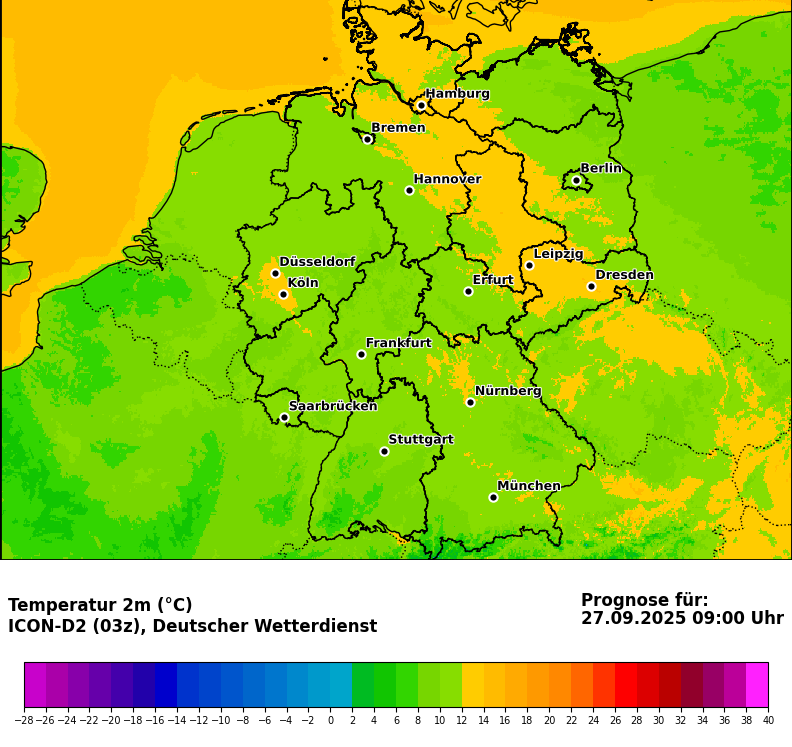 Hamburg
Bremen
Berlin
Hannover
Leipzig
Düsseldorf
Dresden
Köln
Erfurt
Frankfurt
Nürnberg
Saarbrücken
Stuttgart
München
Temperatur 2m (°C)
ICON-D2 (03z), Deutscher Wetterdienst
Prognose für:
27.09.2025 09:00 Uhr
−28 −26 −24 −22 −20 −18 −16 −14 −12 −10 −8 −6 −4 −2 0 2 4 6 8 10 12 14 16 18 20 22 24 26 28 30 32 34 36 38 40